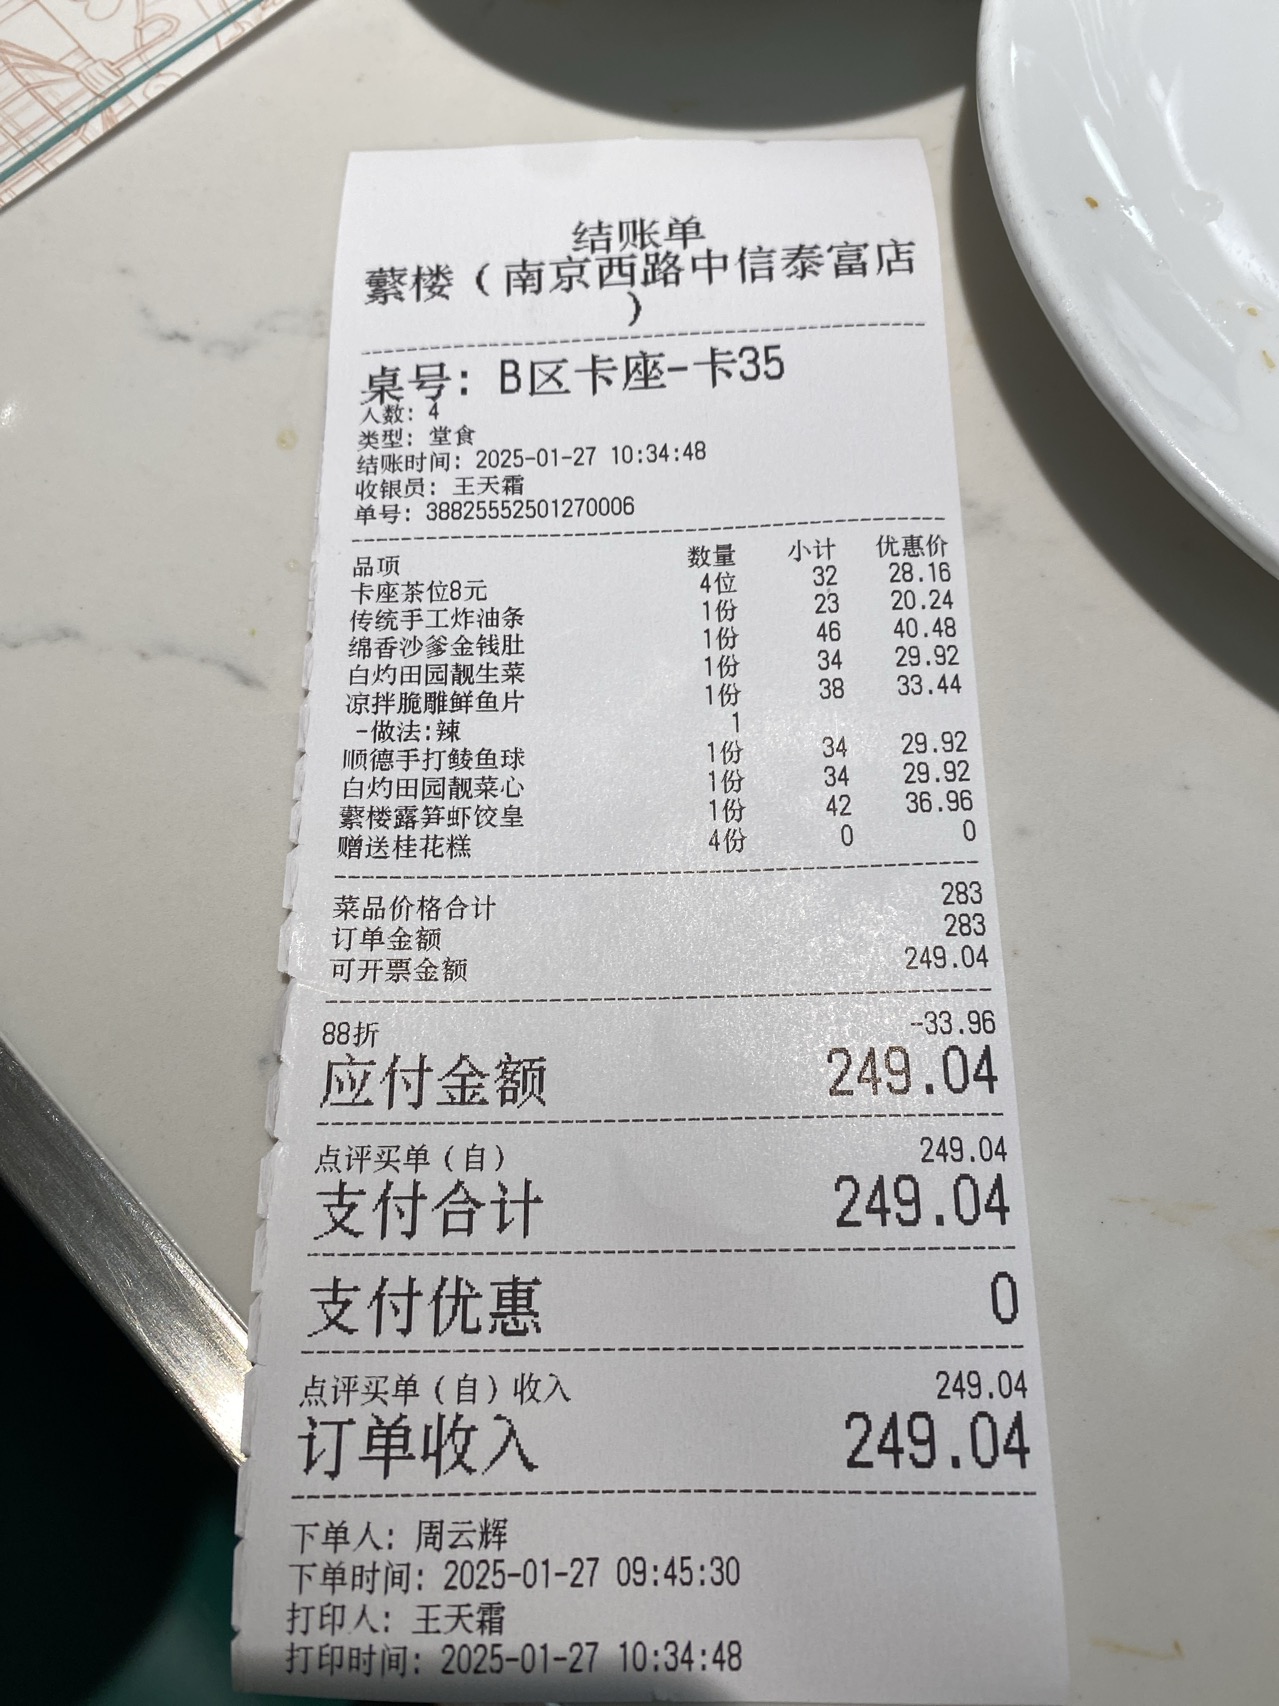 结账单
蘩楼（南京西路中信泰富店
）
桌号：B区卡座-卡35
人数：4
类型：堂食
结账时间：2025-01-27 10:34:48
收银员：王天霜
单号：38825552501270006
品项 数量 小计 优惠价
卡座茶位8元 4位 32 28.16
传统手工炸油条 1份 23 20.24
绵香沙爹金钱肚 1份 46 40.48
白灼田园靓生菜 1份 34 29.92
凉拌脆雕鲜鱼片 1份 38 33.44
-做法:辣 1
顺德手打鲮鱼球 1份 34 29.92
白灼田园靓菜心 1份 34 29.92
蘩楼露笋虾饺皇 1份 42 36.96
赠送桂花糕 4份 0 0
菜品价格合计 283
订单金额 283
可开票金额 249.04
88折 --33.96
应付金额 249.04
点评买单（自） 249.04
支付合计 249.04
支付优惠 0
点评买单（自）收入 249.04
订单收入 249.04
下单人：周云辉
下单时间：2025-01-27 09:45:30
打印人：王天霜
打印时间：2025-01-27 10:34:48